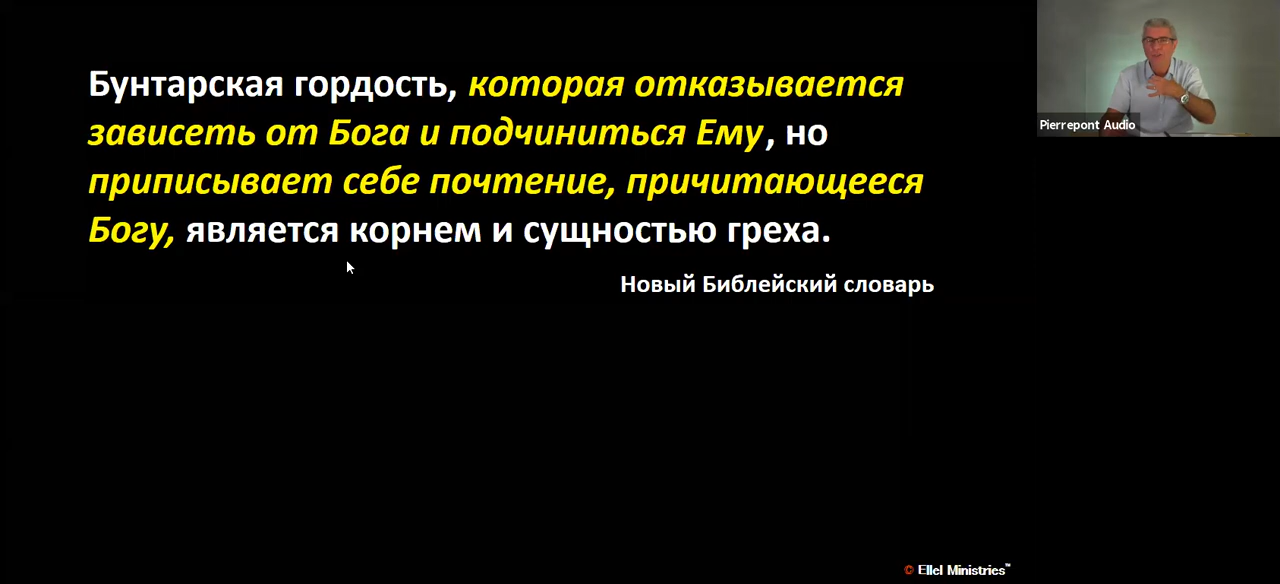 Бунтарская гордость, которая отказывается
зависеть от Бога и подчиниться Ему, но
приписывает себе почтение, причитающееся
Богу, является корнем и сущностью греха.
Новый Библейский словарь
Pierrepont Audio
© Ellel Ministries™